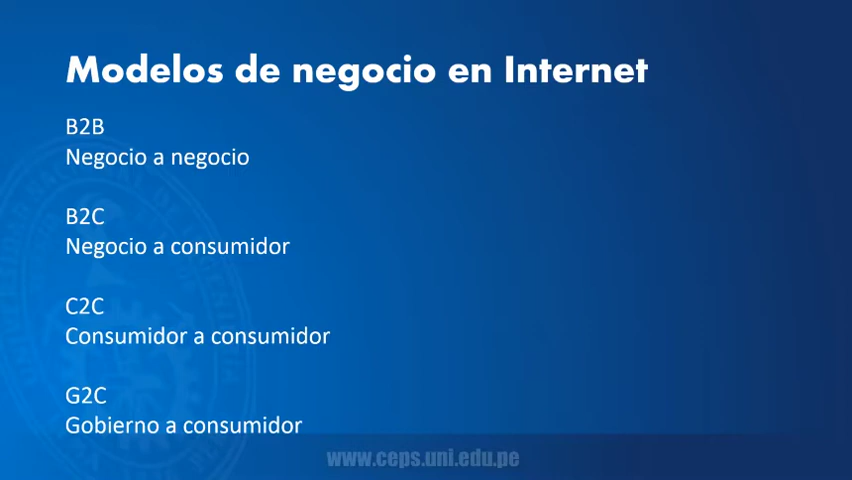 Modelos de negocio en Internet
B2B
Negocio a negocio
B2C
Negocio a consumidor
C2C
Consumidor a consumidor
G2C
Gobierno a consumidor
www.ceps.uni.edu.pe